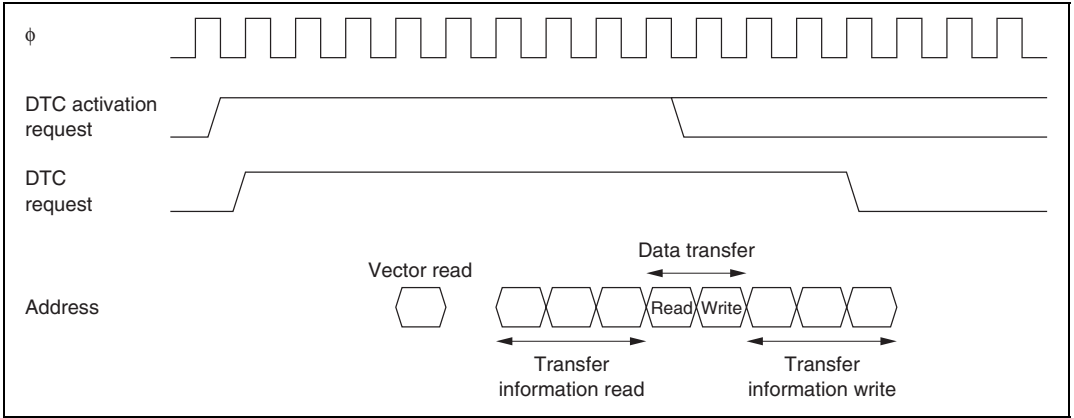 ϕ
DTC activation
request
DTC
request
Data transfer
Vector read
Address
Read Write
Transfer
information read
Transfer
information write